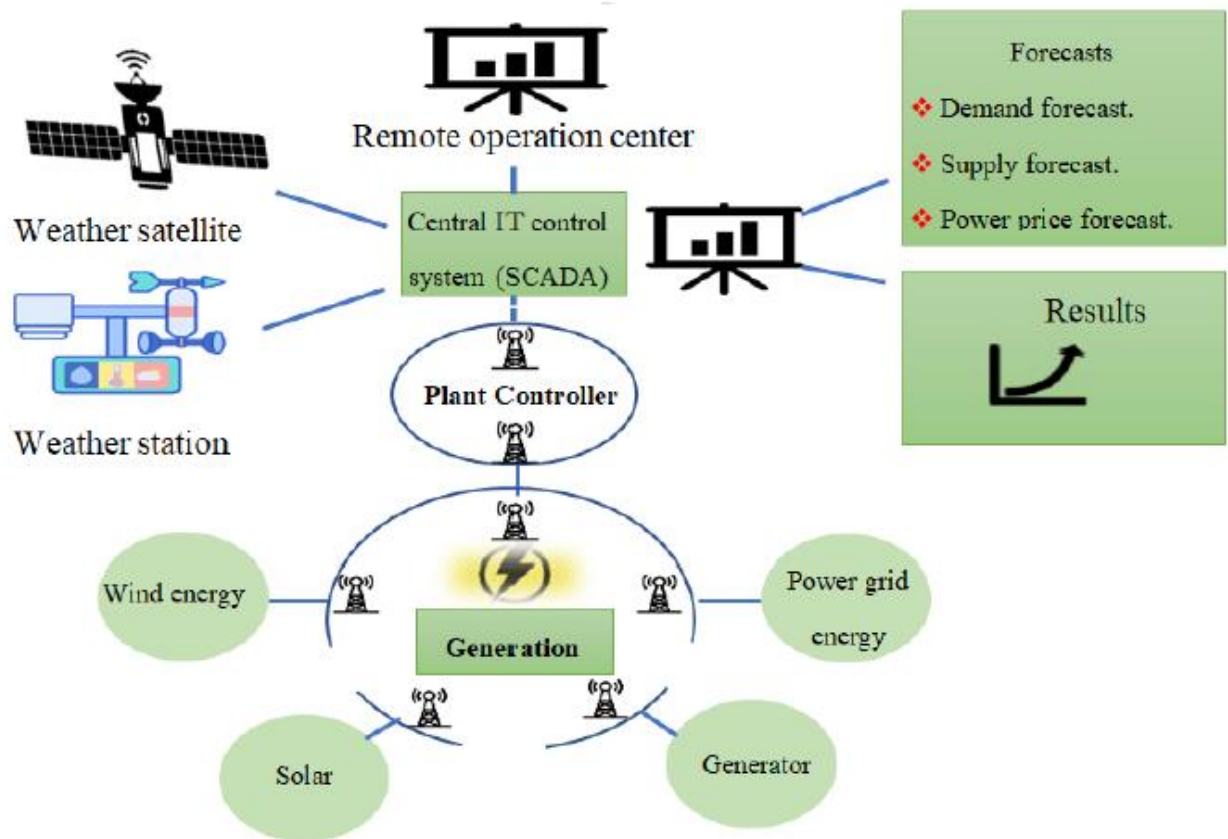 Remote operation center
Weather satellite
Weather station
Central IT control
system (SCADA)
Forecasts
Demand forecast.
Supply forecast.
Power price forecast.
Results
Plant Controller
Wind energy
Power grid
energy
Generation
Solar
Generator